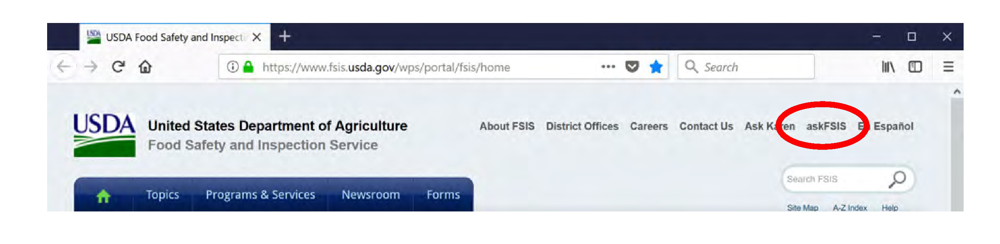 USDA USDA Food Safety and Inspecti
https://www.fsis.usda.gov/wps/portal/fsis/home
Search
USDA
United States Department of Agriculture
Food Safety and Inspection Service
About FSIS District Offices Careers Contact Us Ask Karen askFSIS En Español
Search FSIS
Topics Programs & Services Newsroom Forms
Site Map A-Z Index Help